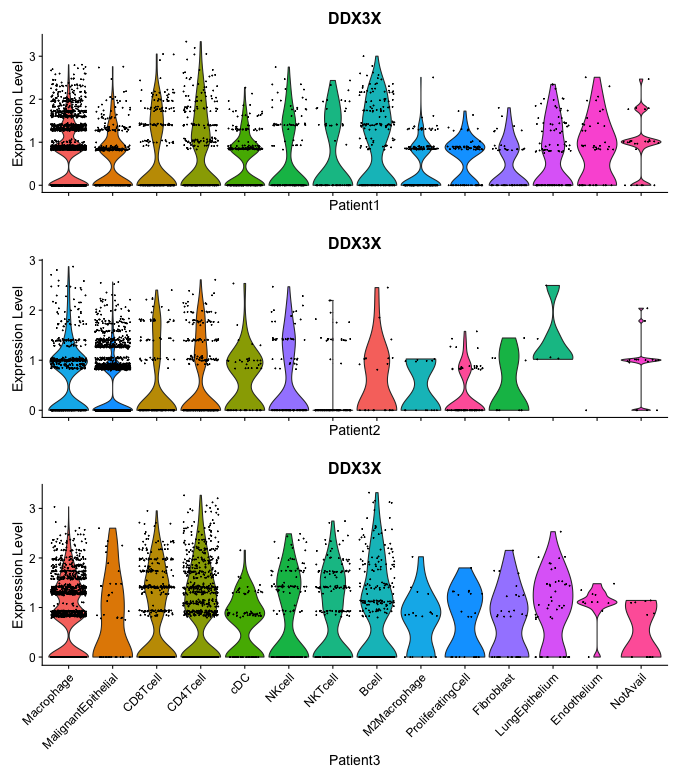 DDX3X
Expression Level
3
2
1
0
Patient1
DDX3X
Expression Level
3
2
1
0
Patient2
DDX3X
Expression Level
3
2
1
0
Macrophage
MalignantEpithelial
CD8Tcell
CD4Tcell
cDC
NKcell
NKTcell
Bcell
M2Macrophage
ProliferatingCell
Fibroblast
LungEpithelium
Endothelium
NotAvail
Patient3